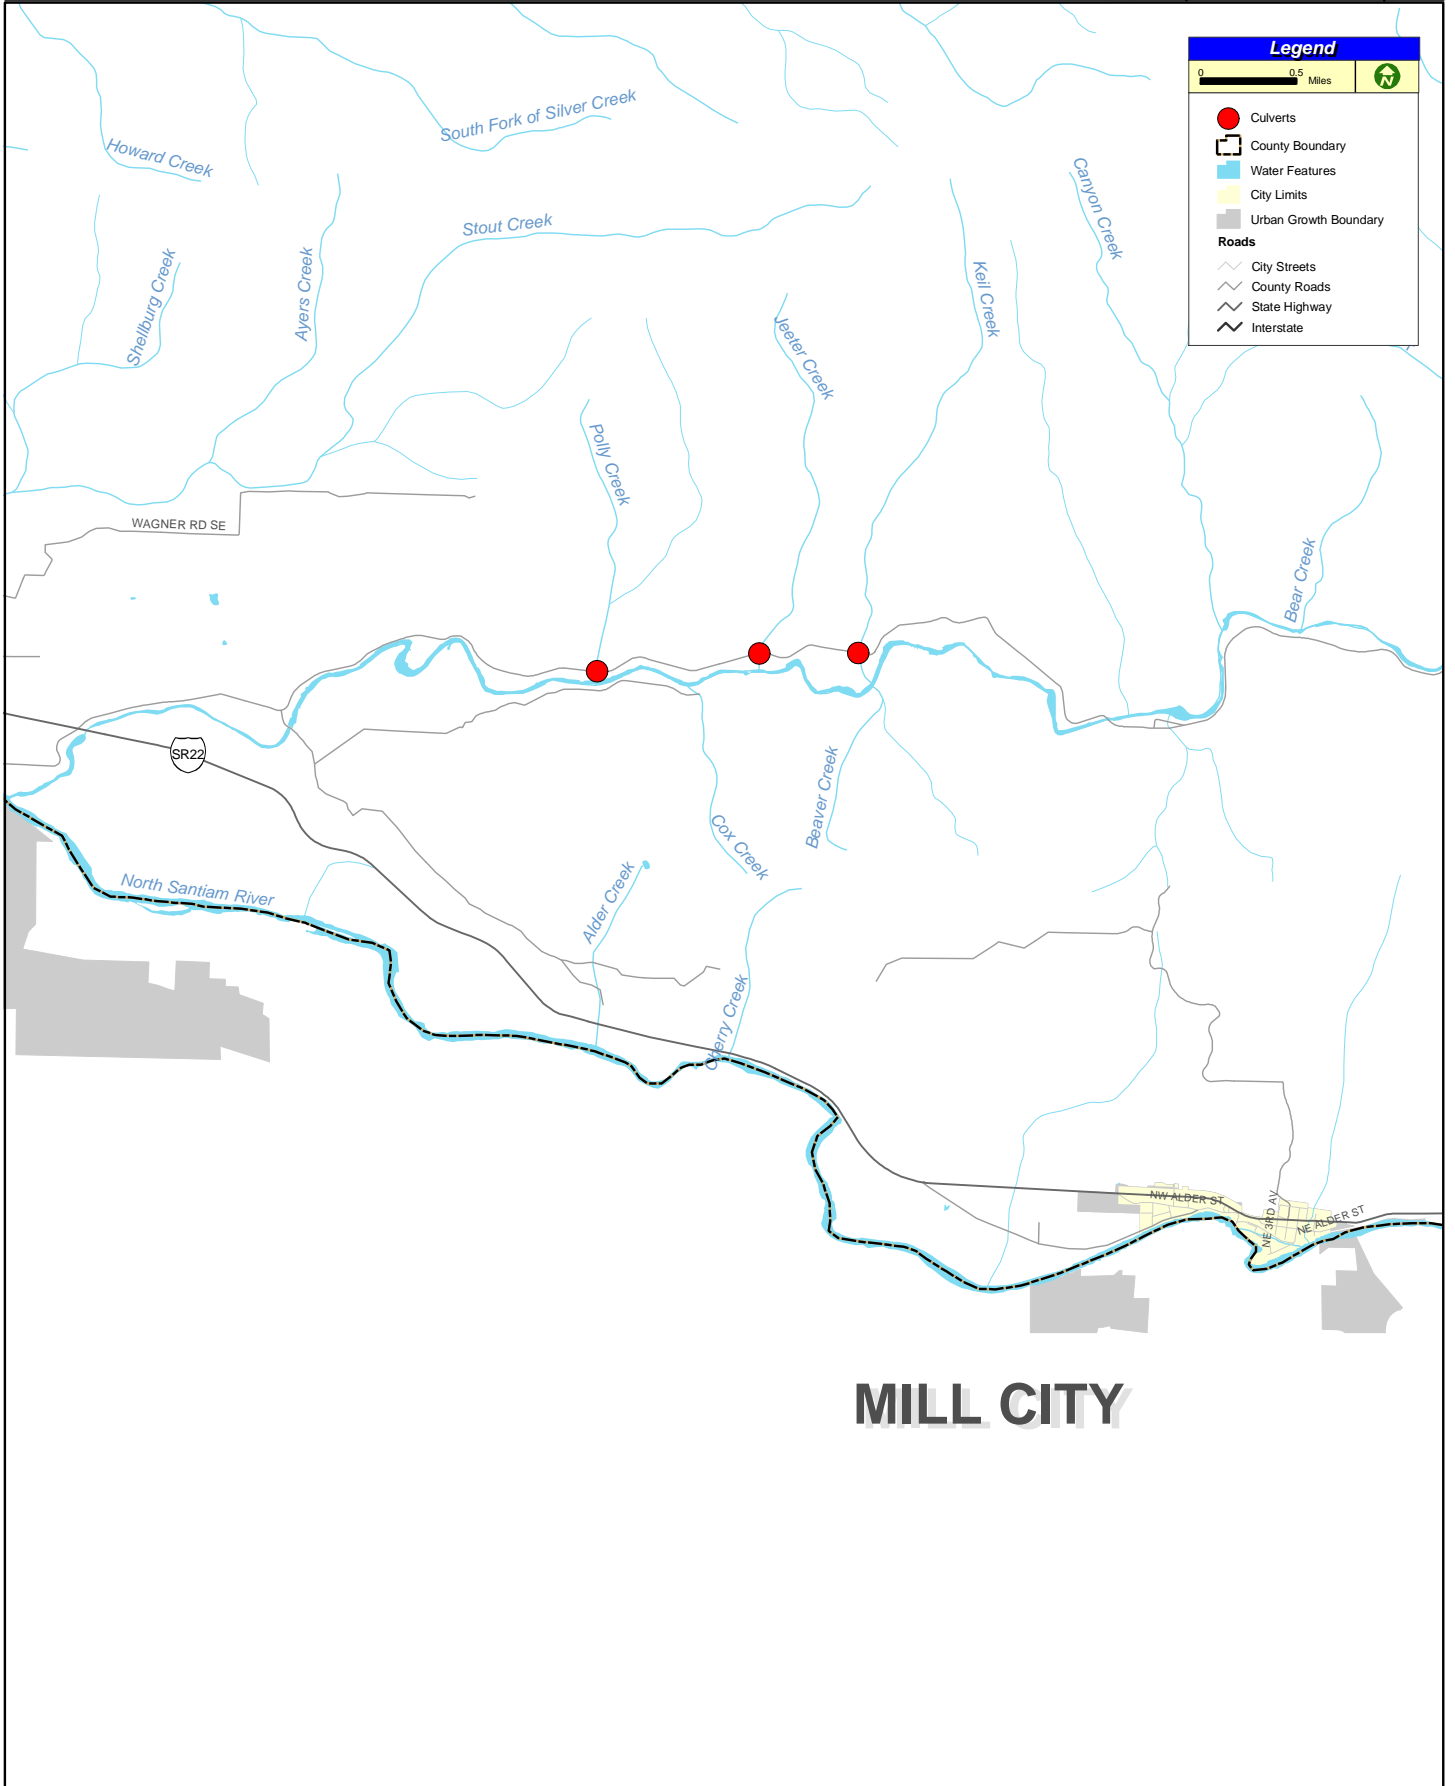 Legend
0 0.5 Miles
N
Culverts
County Boundary
Water Features
City Limits
Urban Growth Boundary
Roads
City Streets
County Roads
State Highway
Interstate
South Fork of Silver Creek
Howard Creek
Canyon Creek
Stout Creek
Shellburg Creek
Ayers Creek
Keil Creek
Jeeter Creek
Polly Creek
WAGNER RD SE
Bear Creek
SR22
Beaver Creek
Cox Creek
North Santiam River
Alder Creek
Cherry Creek
NW ALDER ST
NE 3RD AV
NE ALDER ST
MILL CITY